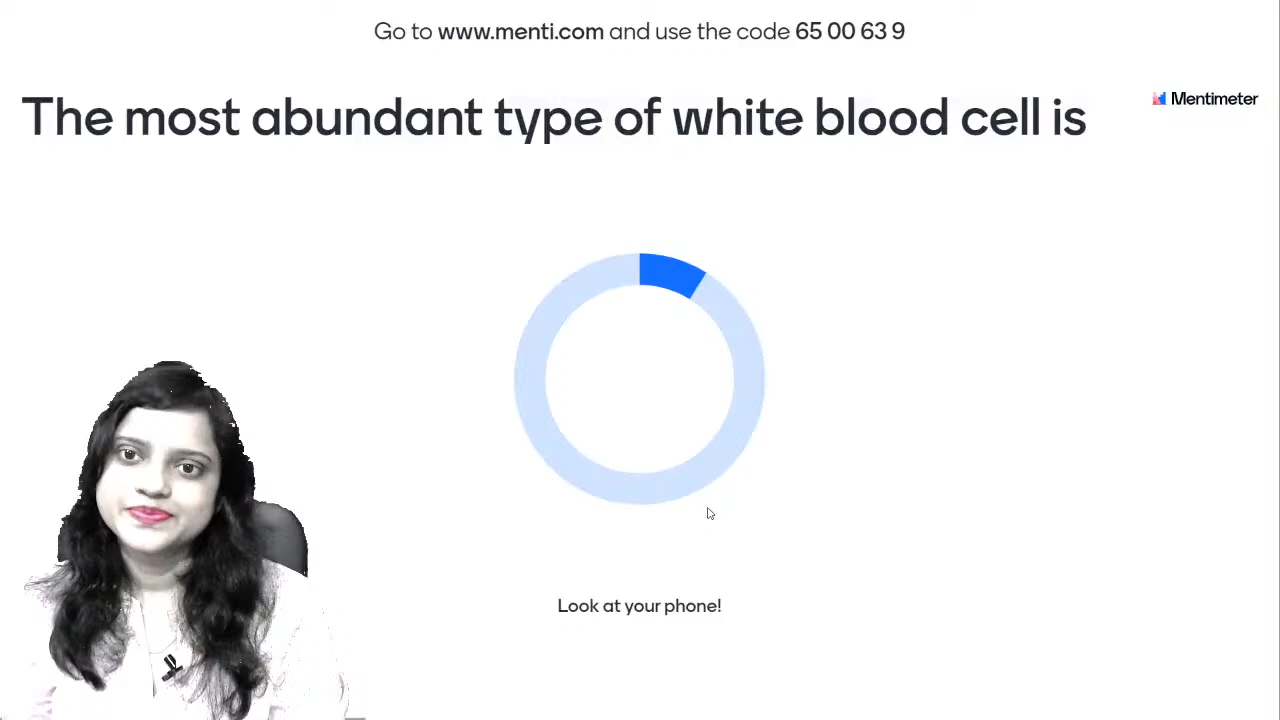 Go to www.menti.com and use the code 65 00 63 9
The most abundant type of white blood cell is
Mentimeter
Look at your phone!